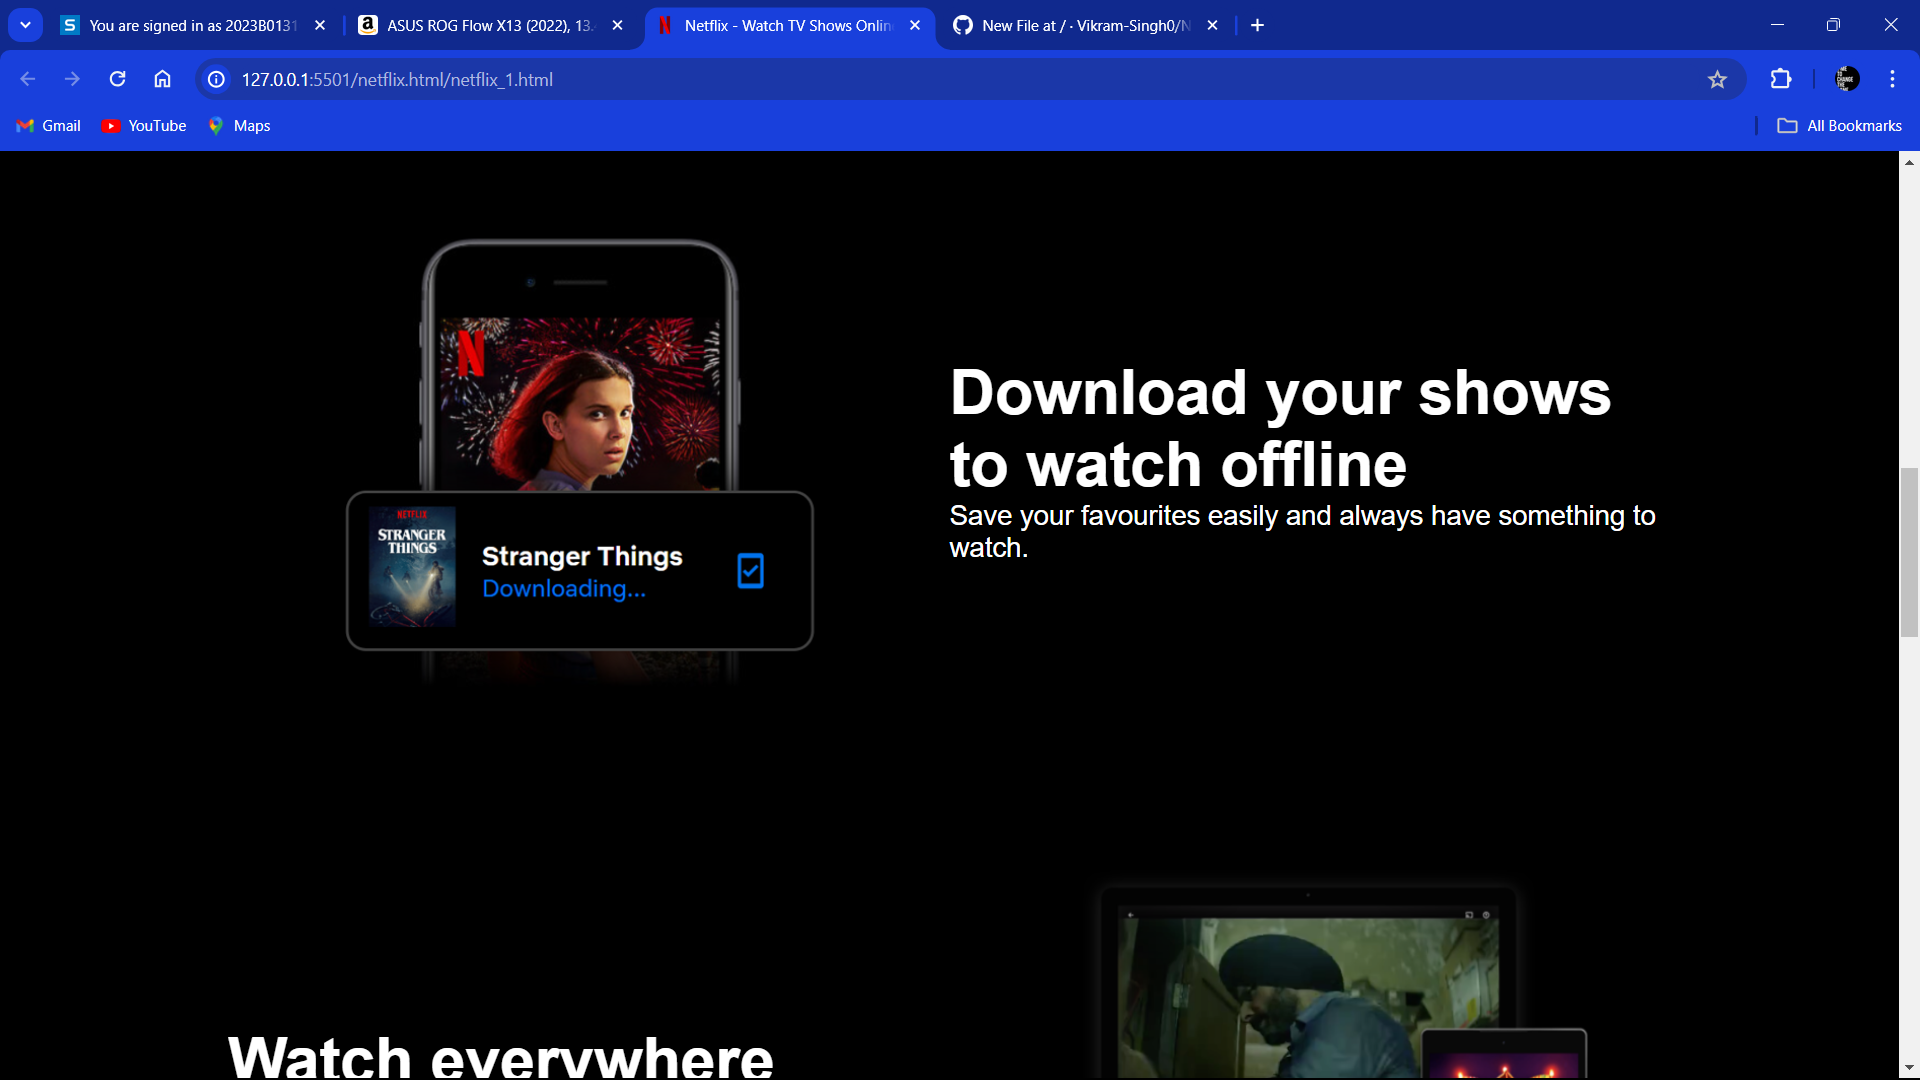 You are signed in as 2023B0131
ASUS ROG Flow X13 (2022), 13.
Netflix - Watch TV Shows Onlin
New File at / · Vikram-Singh0/N
127.0.0.1:5501/netflix.html/netflix_1.html
Gmail
YouTube
Maps
All Bookmarks
N
Download your shows
to watch offline
Save your favourites easily and always have something to
watch.
NETFLIX
STRANGER
THINGS
Stranger Things
Downloading...
Watch everywhere